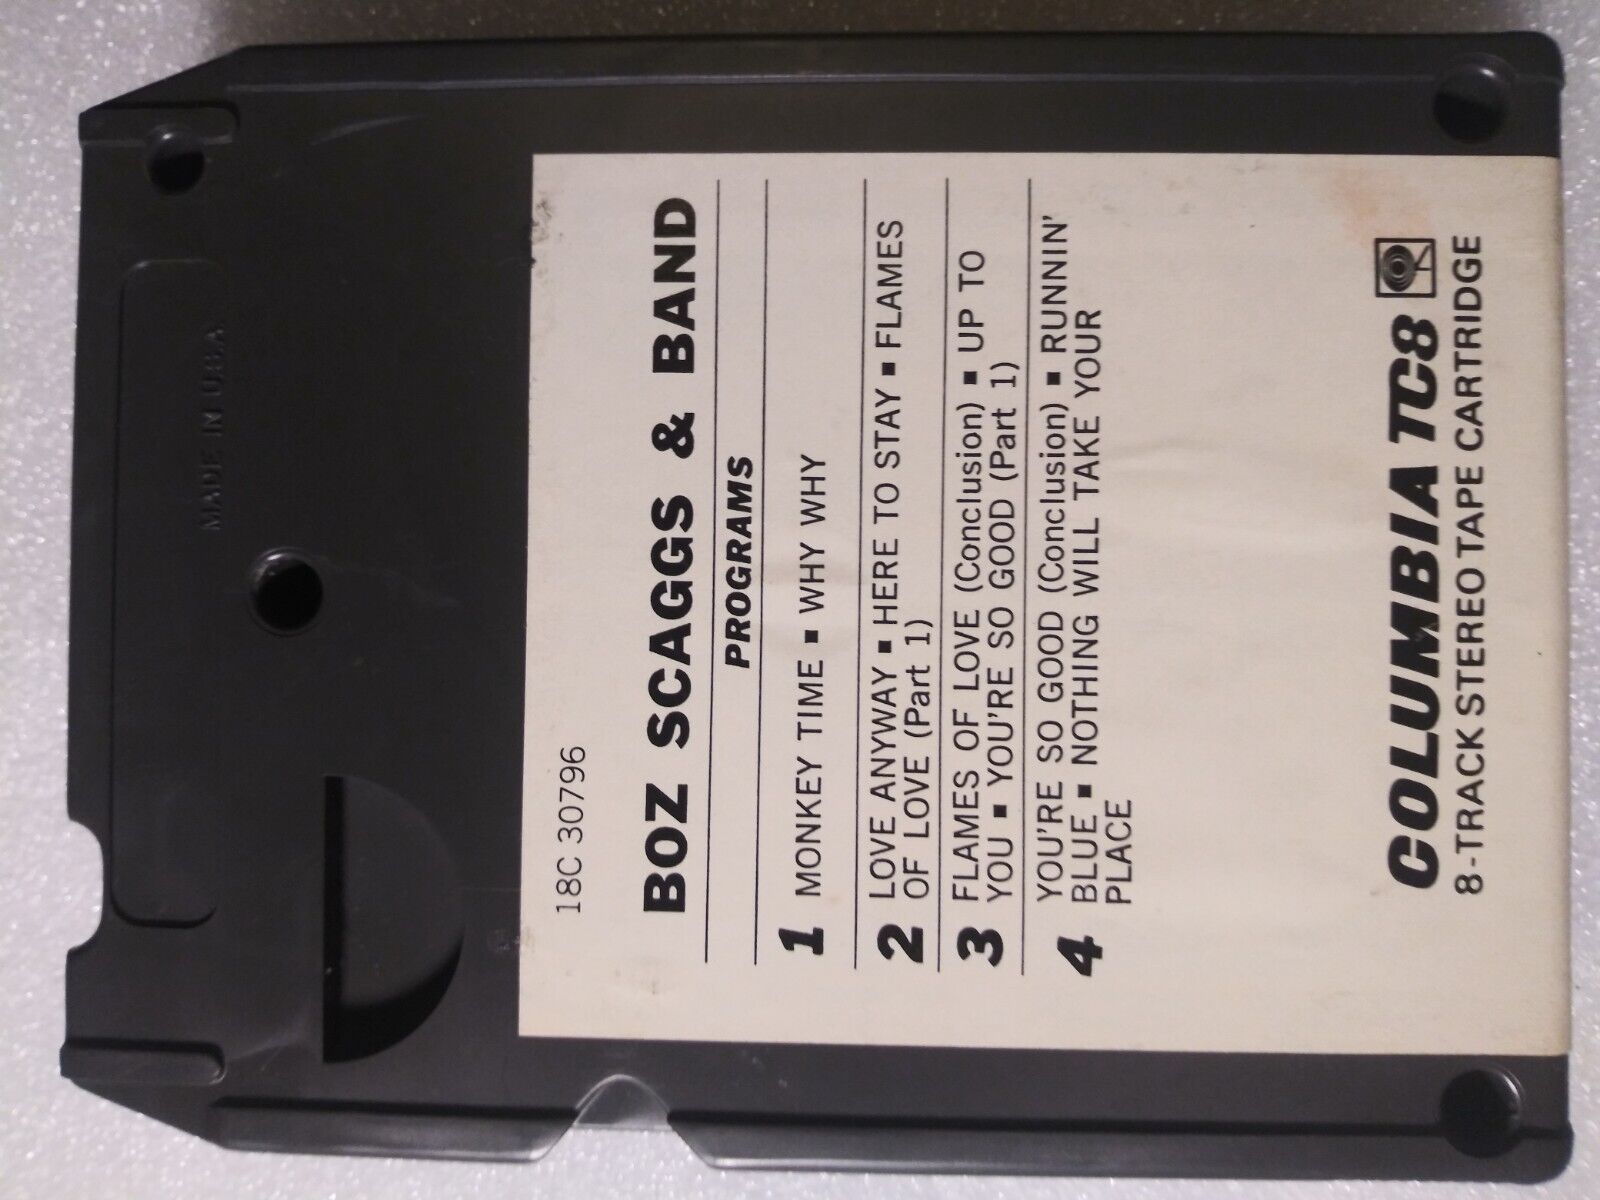 18C 30796
BOZ SCAGGS & BAND
PROGRAMS
1 MONKEY TIME ▪ WHY WHY
2 LOVE ANYWAY ▪ HERE TO STAY ▪ FLAMES
OF LOVE (Part 1)
3 FLAMES OF LOVE (Conclusion) ▪ UP TO
YOU ▪ YOU'RE SO GOOD (Part 1)
4 YOU'RE SO GOOD (Conclusion) ▪ RUNNIN'
BLUE ▪ NOTHING WILL TAKE YOUR
PLACE
COLUMBIA TC8
8-TRACK STEREO TAPE CARTRIDGE
MADE IN U.S.A.